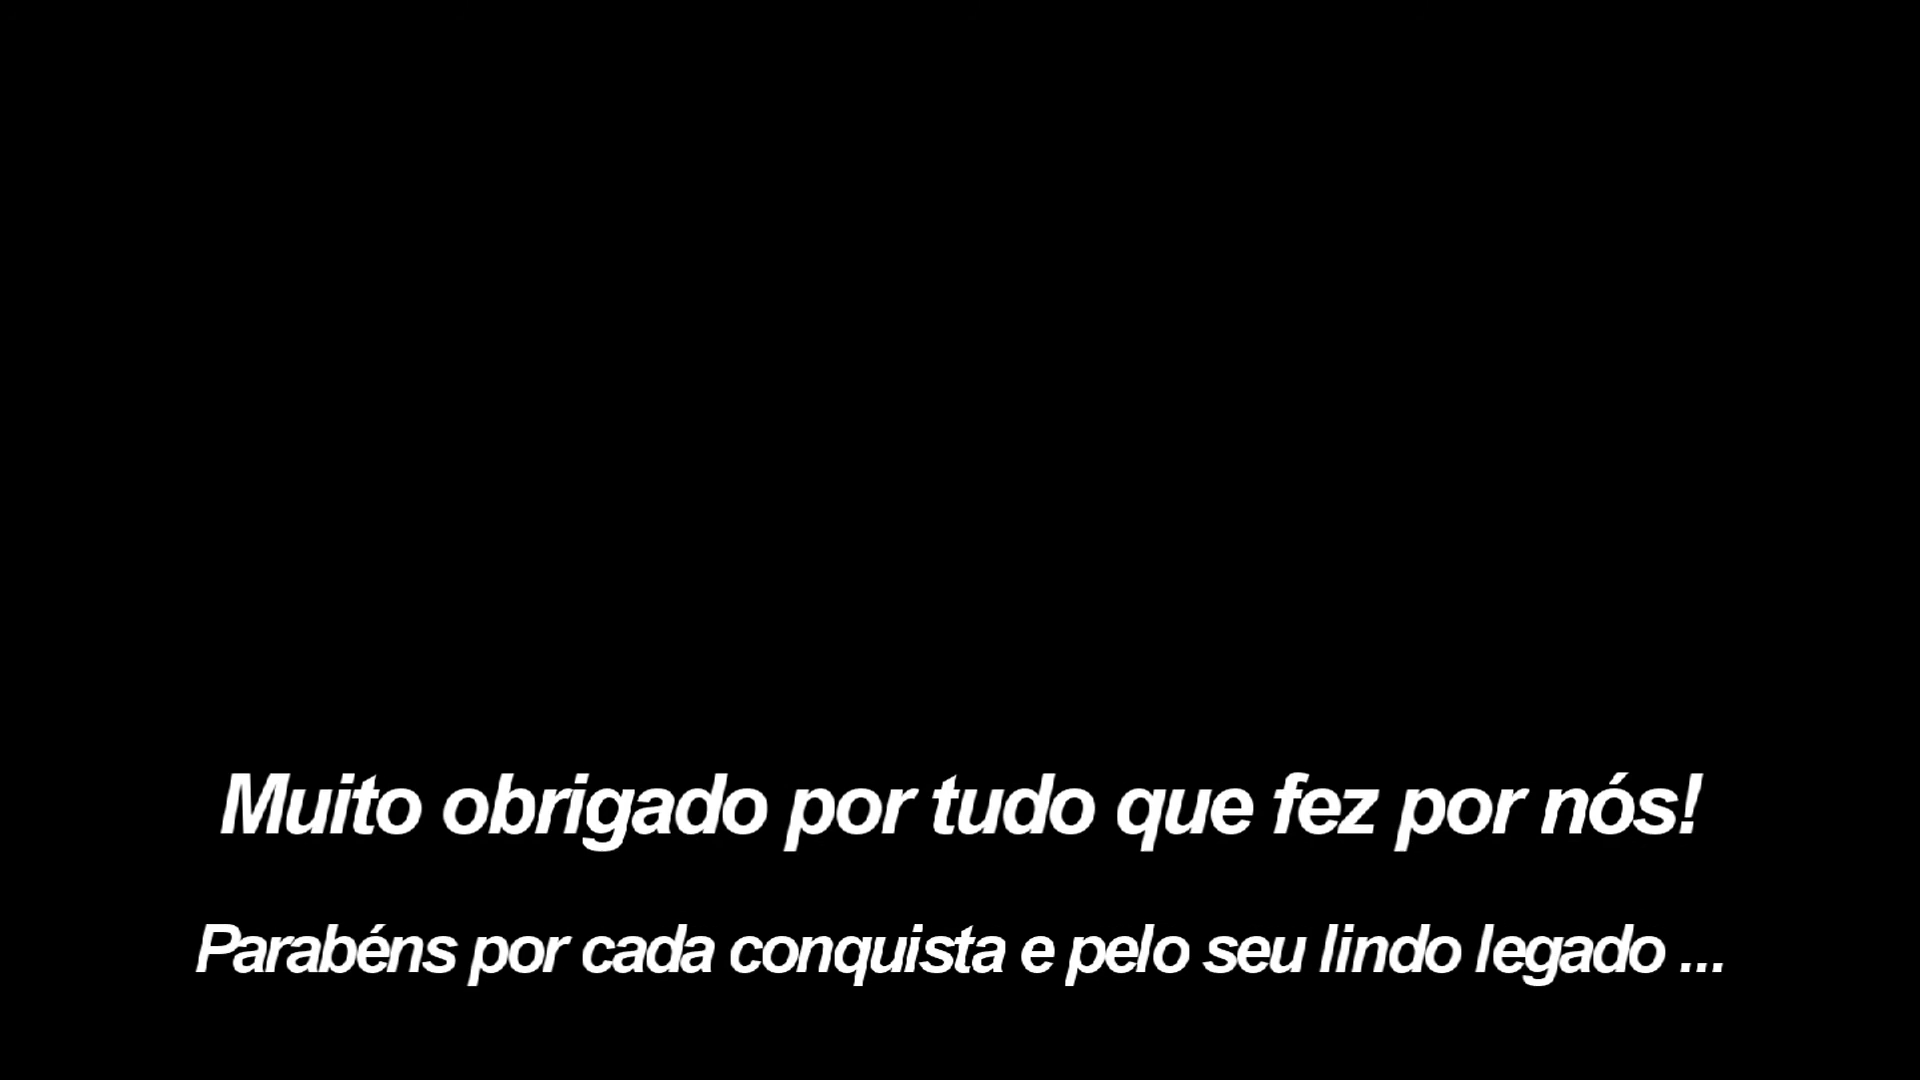 Muito obrigado por tudo que fez por nós!
Parabéns por cada conquista e pelo seu lindo legado ...